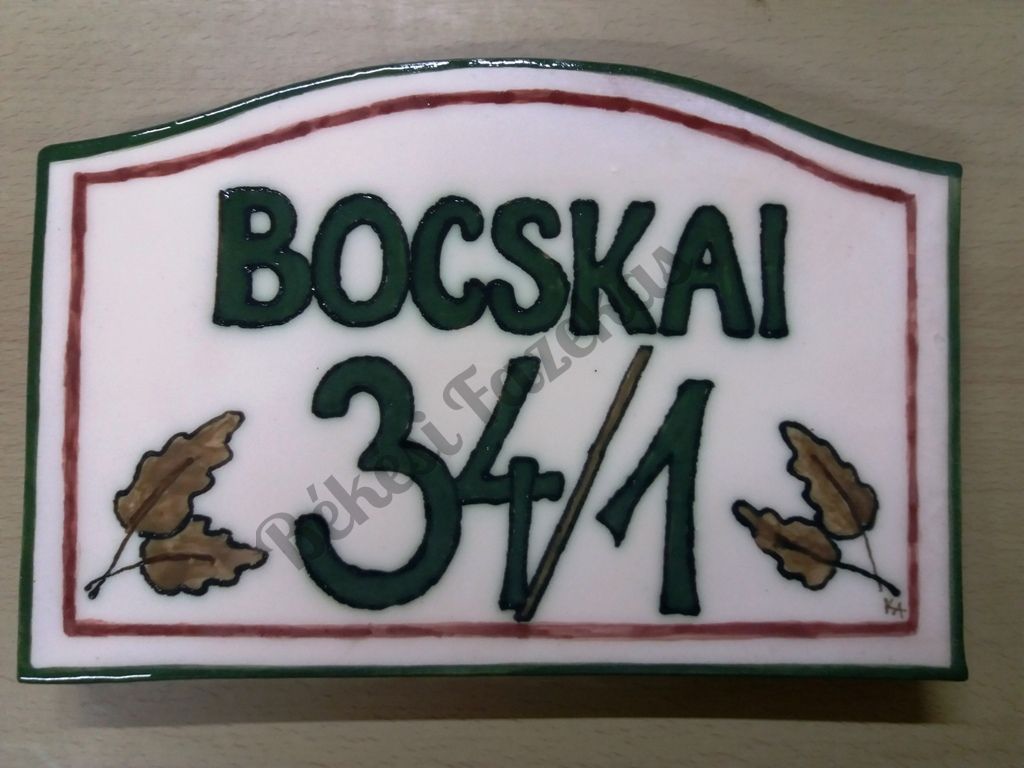 BOCSKAI
34/1
KA
Békési Fazekas